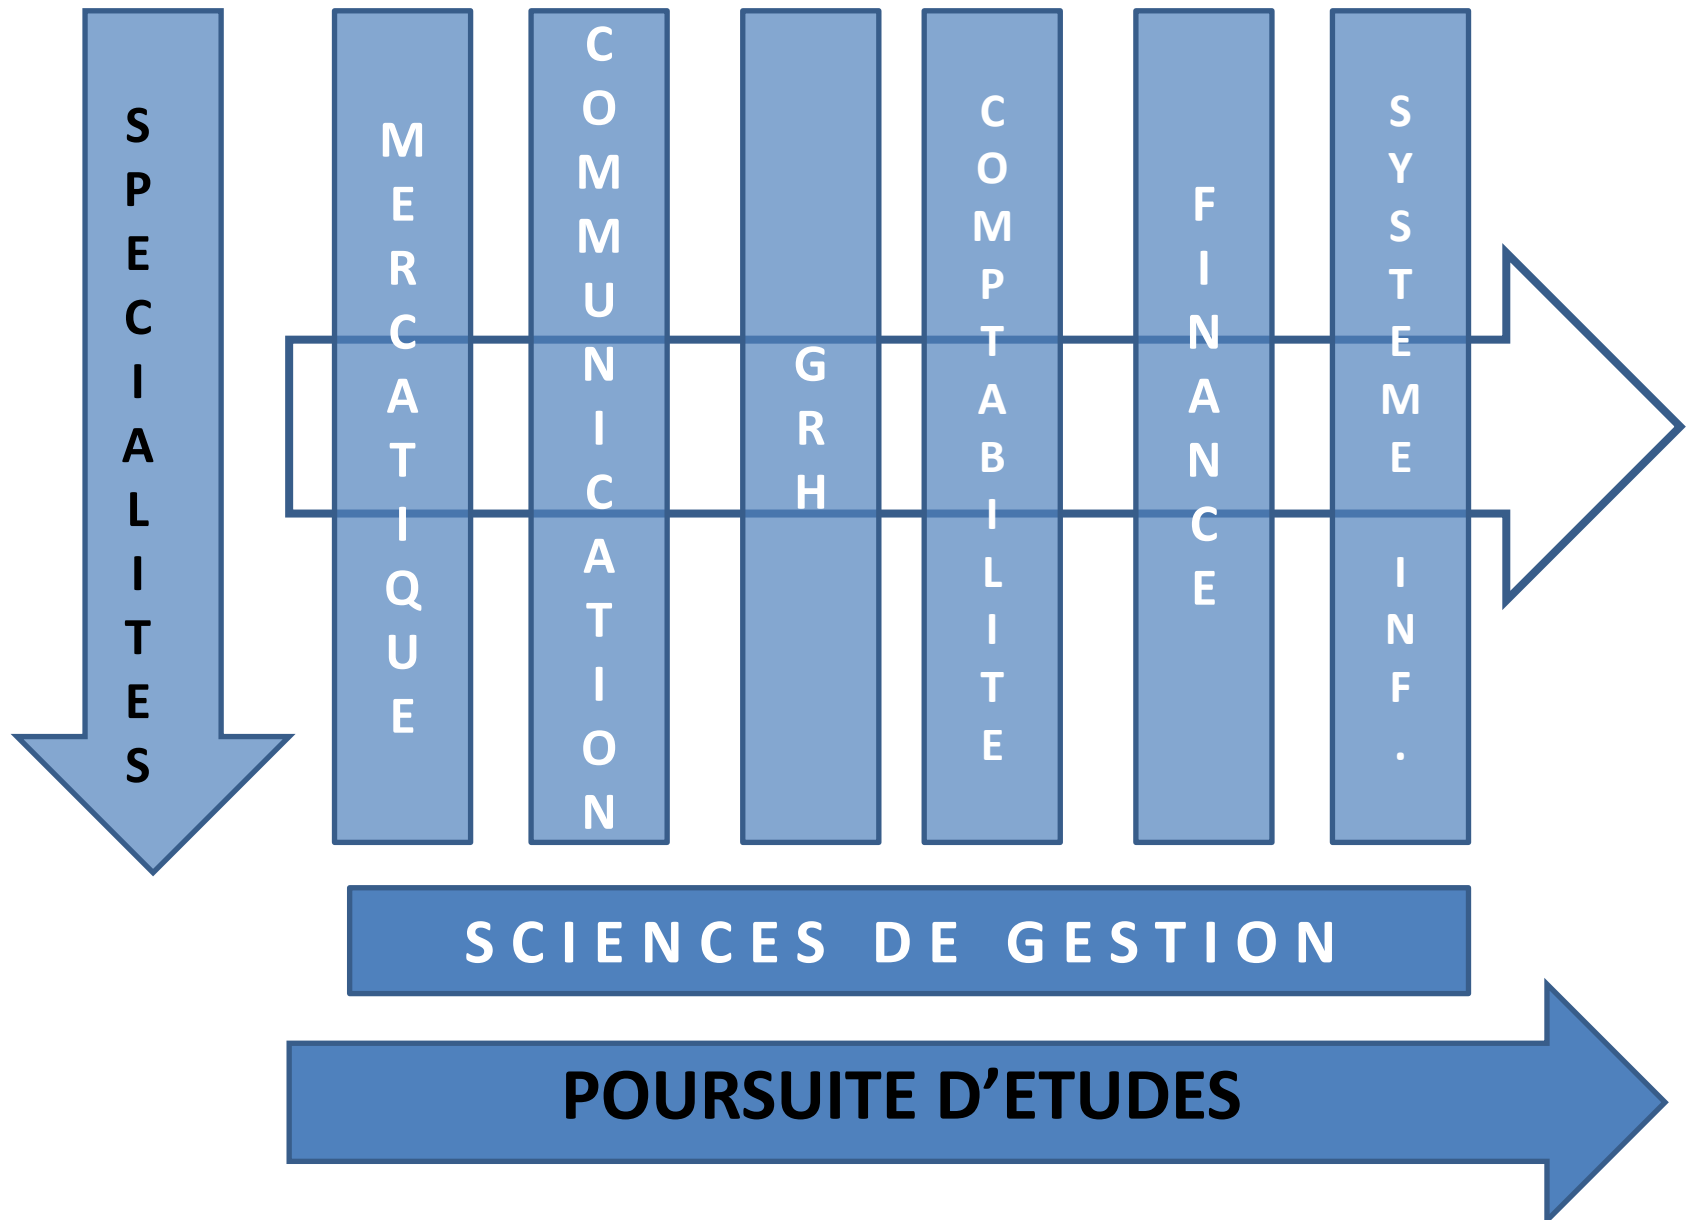 SPECIALITES
MERCATIQUE
COMMUNICATION
GRH
COMPTABILITE
FINANCE
SYSTEME INF.
SCIENCES DE GESTION
POURSUITE D’ETUDES